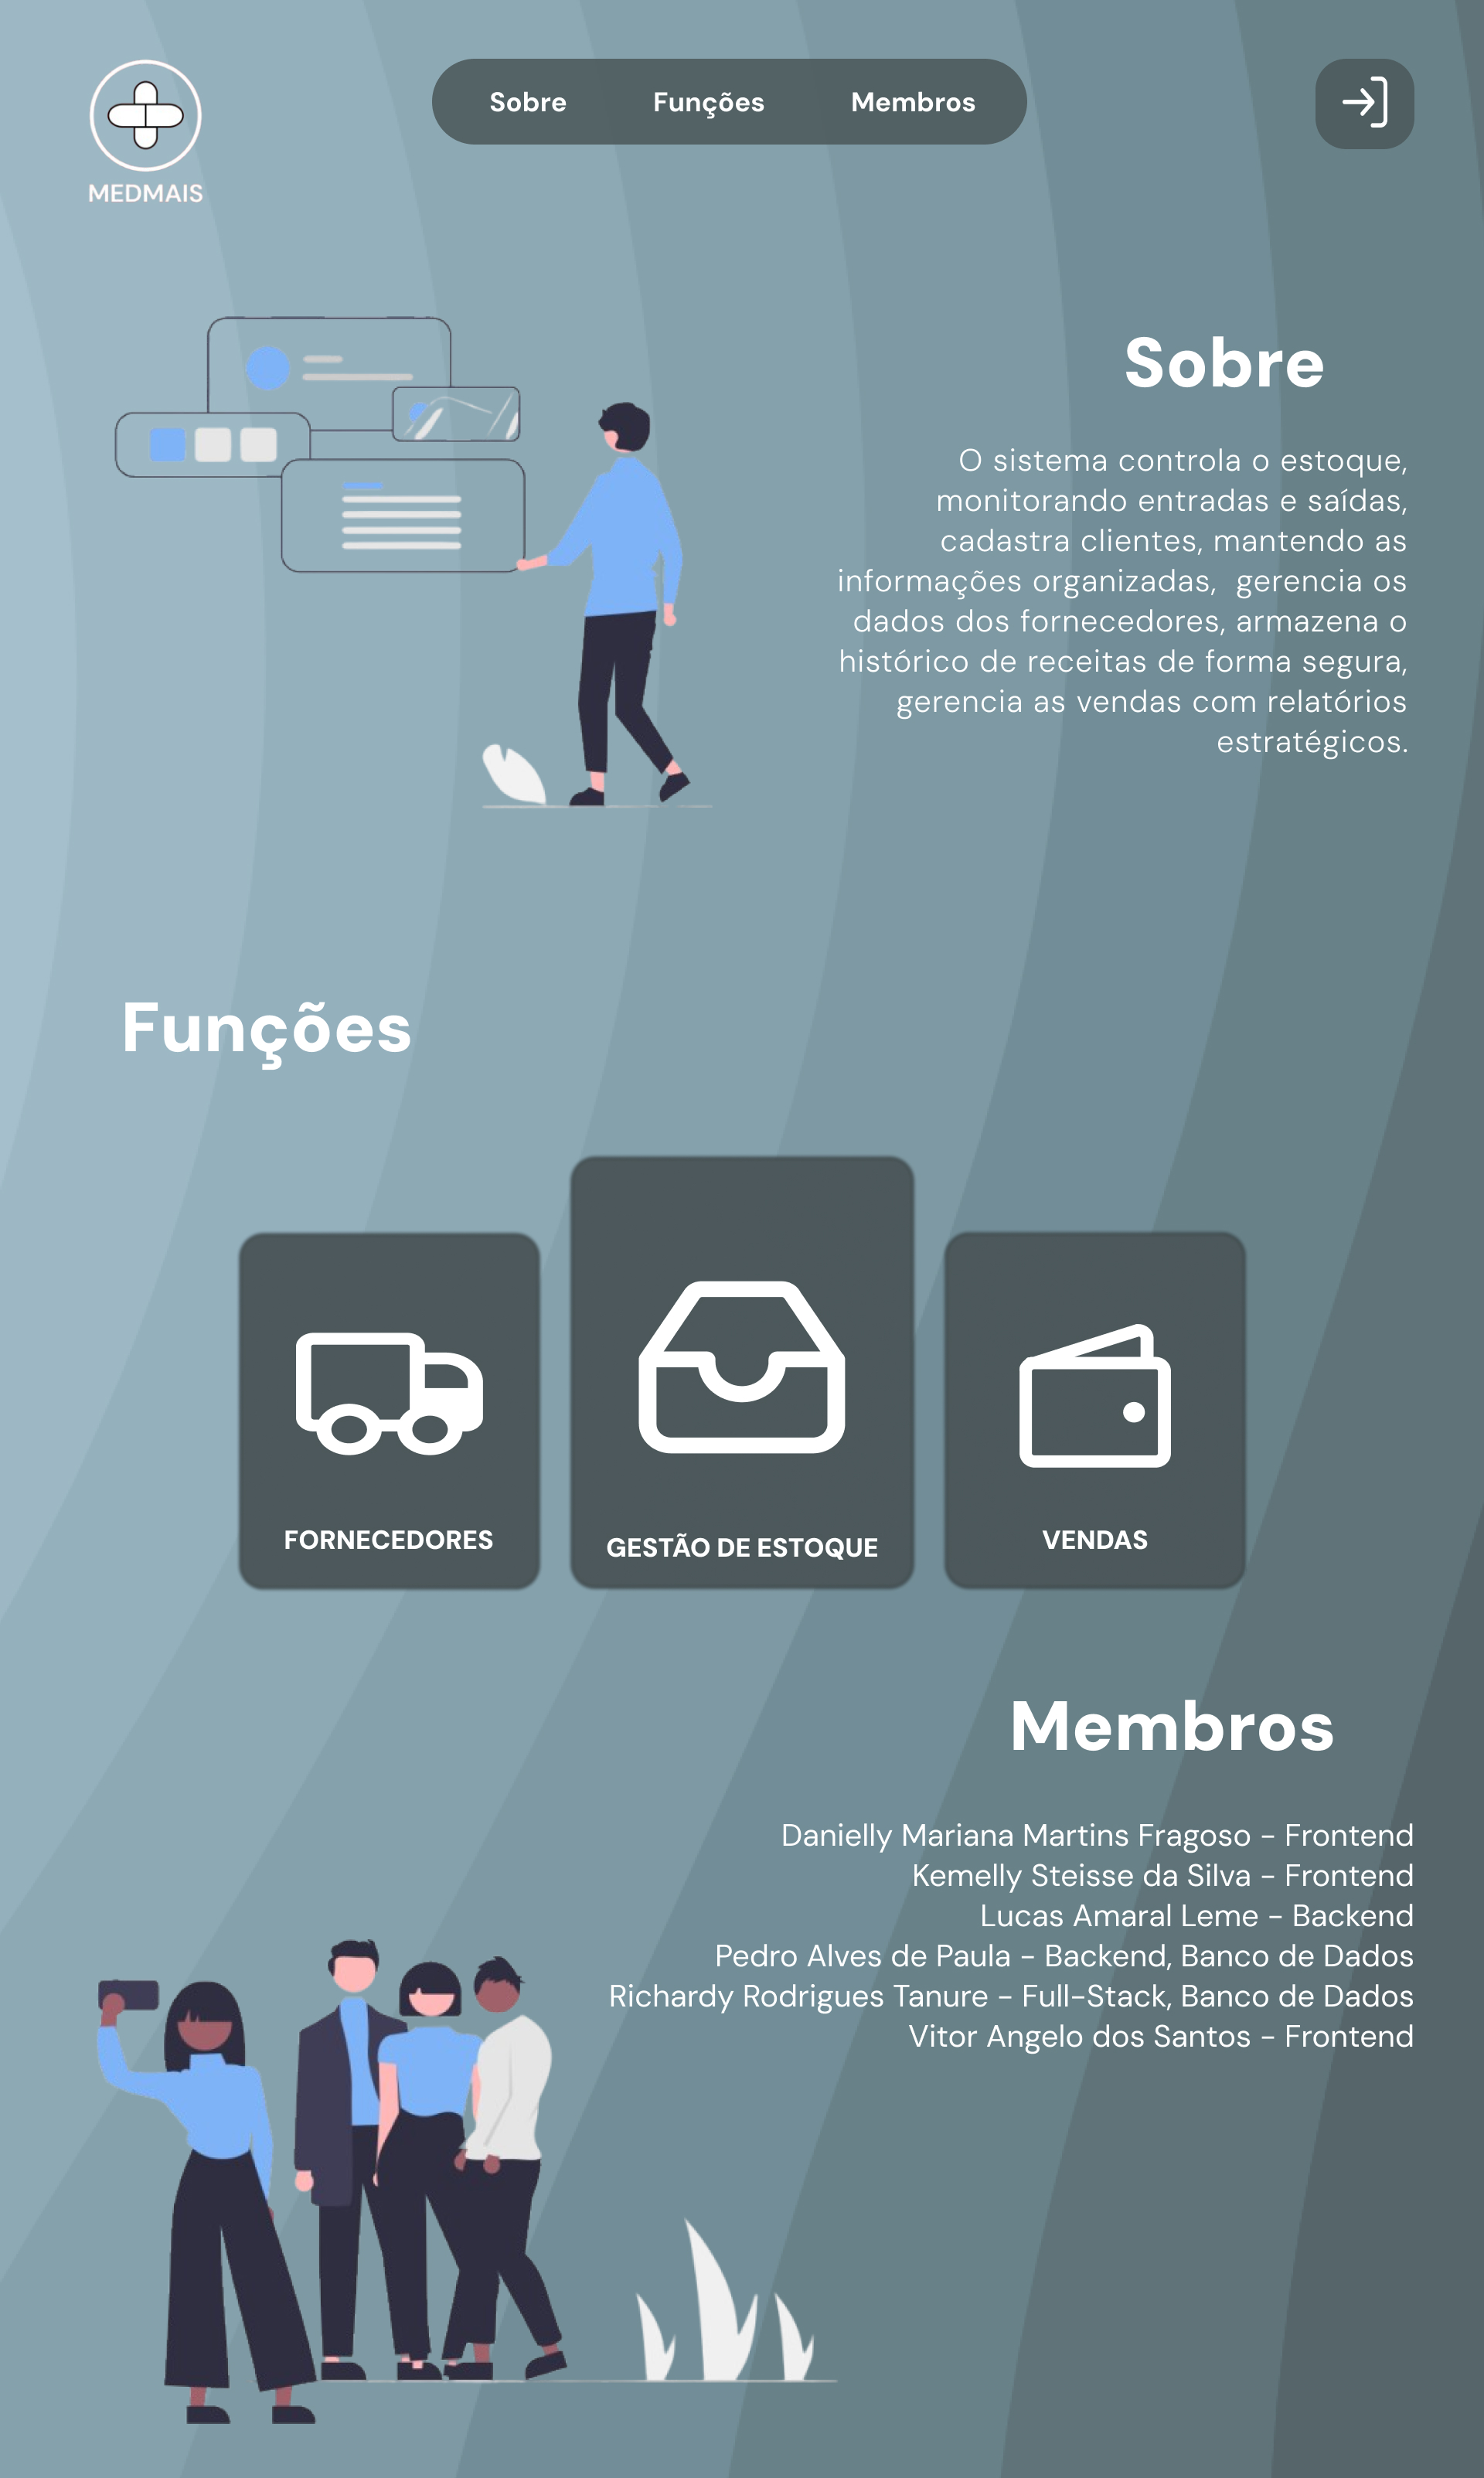 MEDMAIS
Sobre
Funções
Membros
Sobre
O sistema controla o estoque,
monitorando entradas e saídas,
cadastra clientes, mantendo as
informações organizadas,  gerencia os
dados dos fornecedores, armazena o
histórico de receitas de forma segura,
gerencia as vendas com relatórios
estratégicos.
Funções
FORNECEDORES
GESTÃO DE ESTOQUE
VENDAS
Membros
Danielly Mariana Martins Fragoso - Frontend
Kemelly Steisse da Silva - Frontend
Lucas Amaral Leme - Backend
Pedro Alves de Paula - Backend, Banco de Dados
Richardy Rodrigues Tanure - Full-Stack, Banco de Dados
Vitor Angelo dos Santos - Frontend